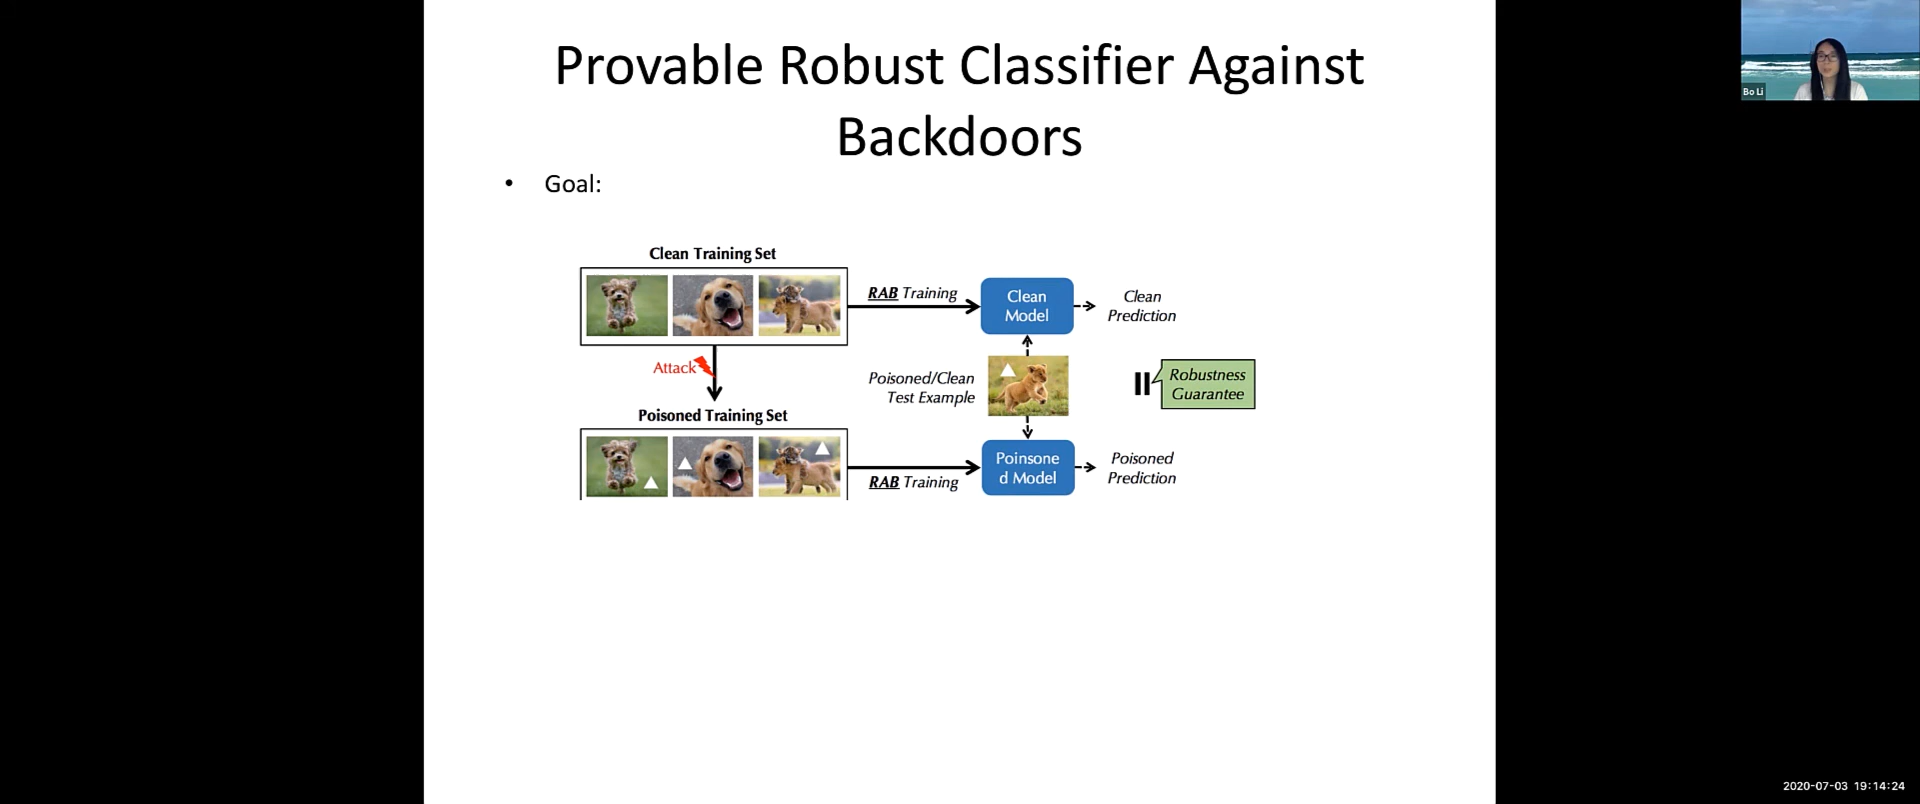 Provable Robust Classifier Against
Backdoors
• Goal:
Clean Training Set
RAB Training
Clean
Model
Clean
Prediction
Attack
Poisoned/Clean
Test Example
Robustness
Guarantee
Poisoned Training Set
RAB Training
Poinsone
d Model
Poisoned
Prediction
Bo Li
2020-07-03 19:14:24